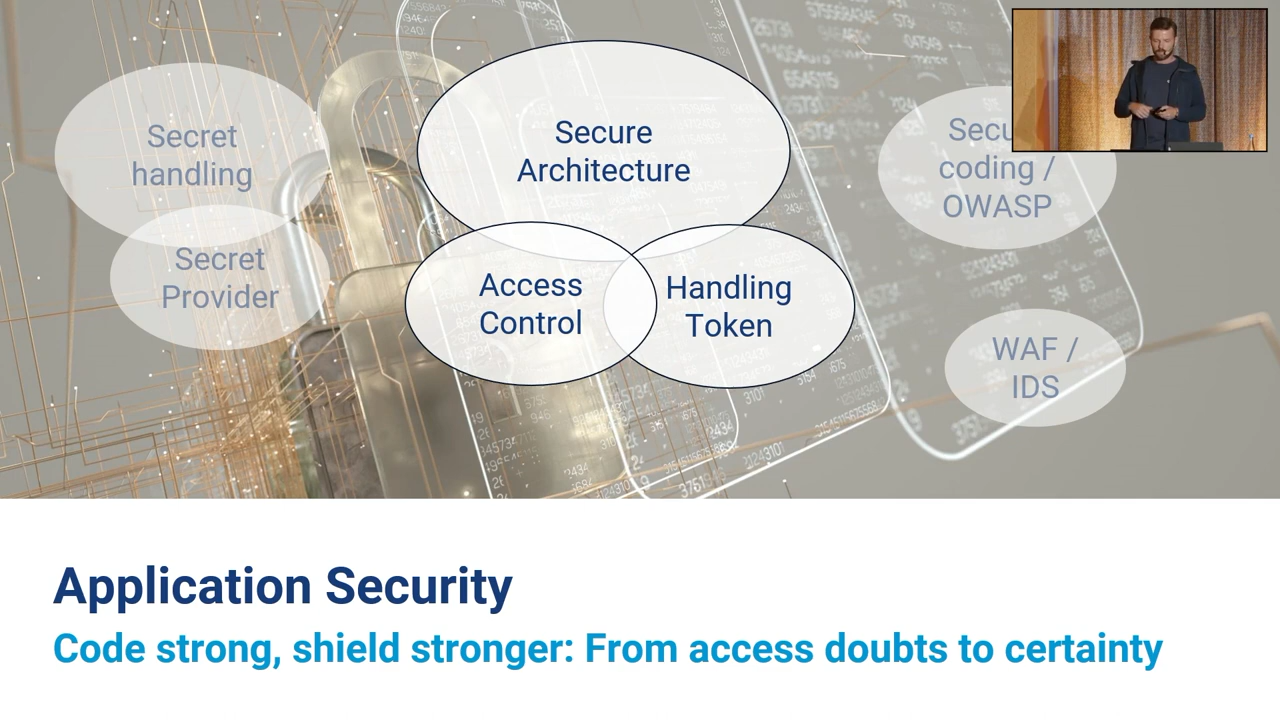 Secret
handling
Secret
Provider
Secure
Architecture
Access
Control
Handling
Token
coding /
OWASP
WAF /
IDS
Application Security
Code strong, shield stronger: From access doubts to certainty